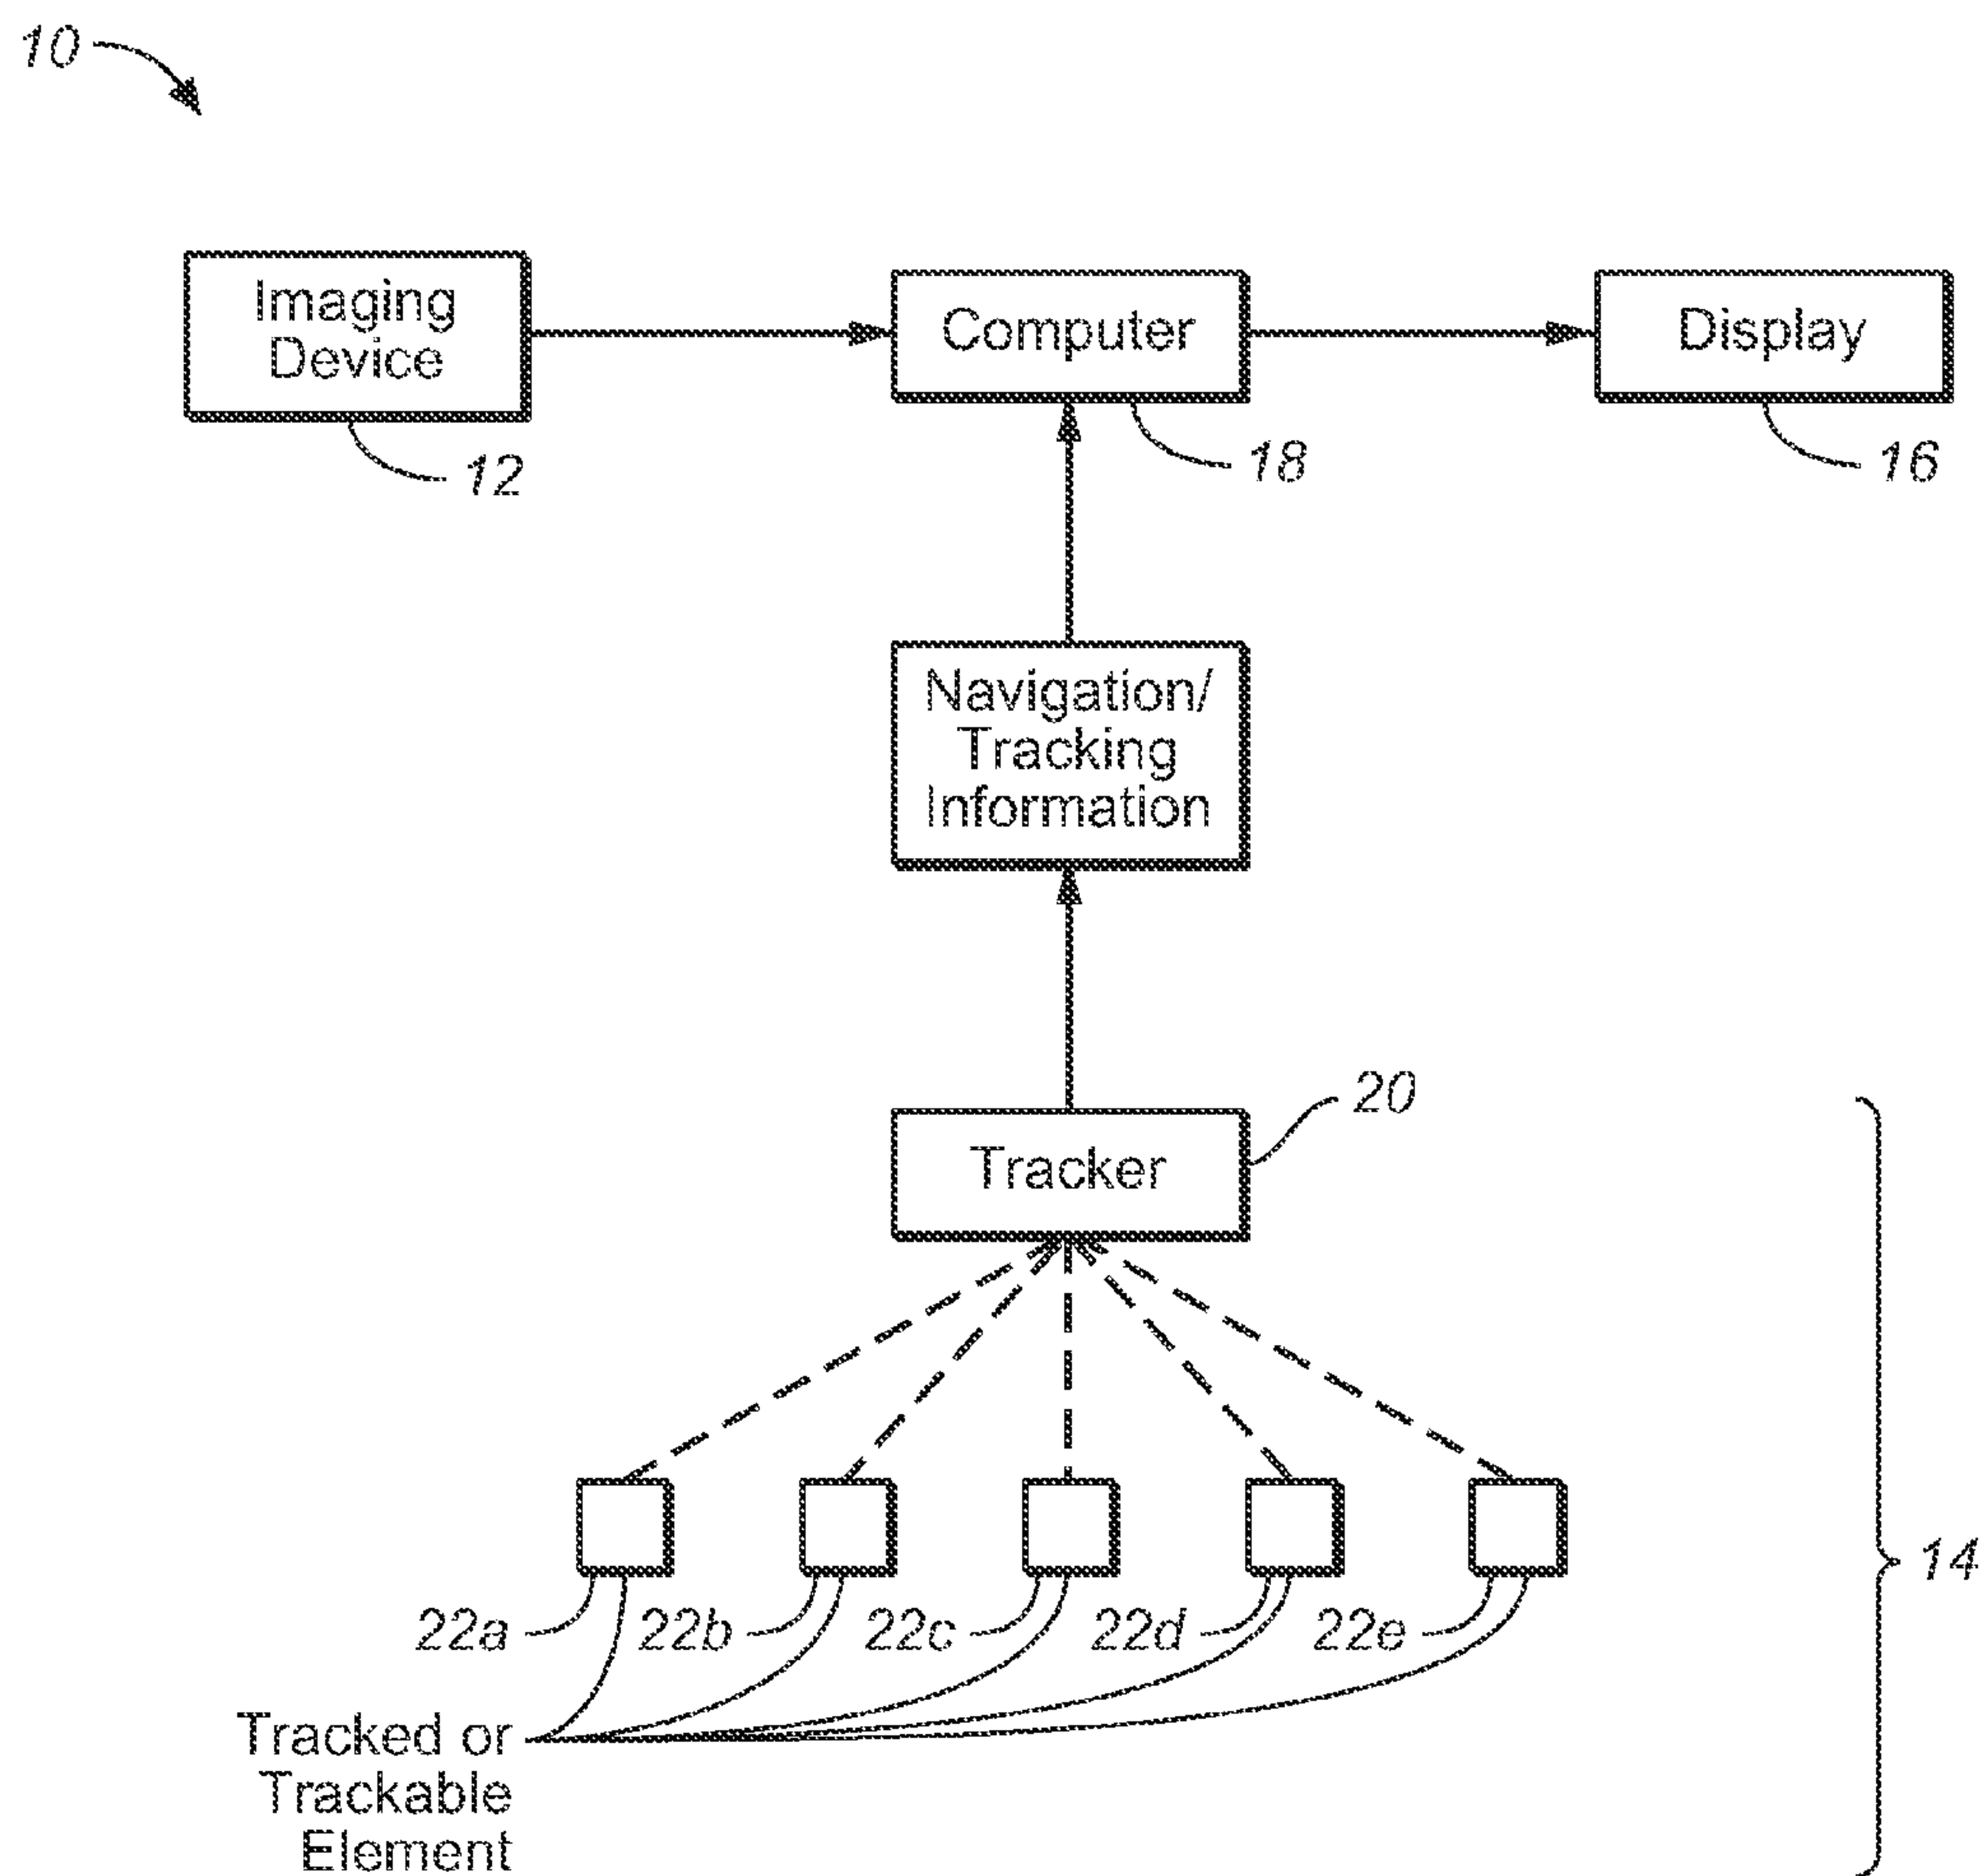 10
Imaging
Device
12
Computer
18
Display
16
Navigation/
Tracking
Information
Tracker
20
14
22a
22b
22c
22d
22e
Tracked or
Trackable
Element